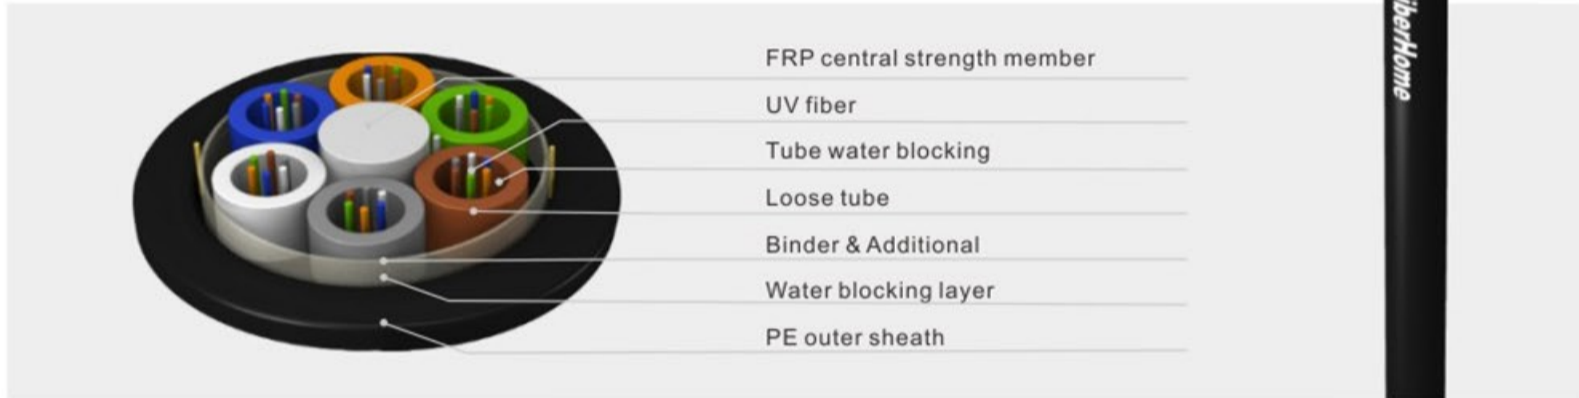 FRP central strength member
UV fiber
Tube water blocking
Loose tube
Binder & Additional
Water blocking layer
PE outer sheath
iberHome